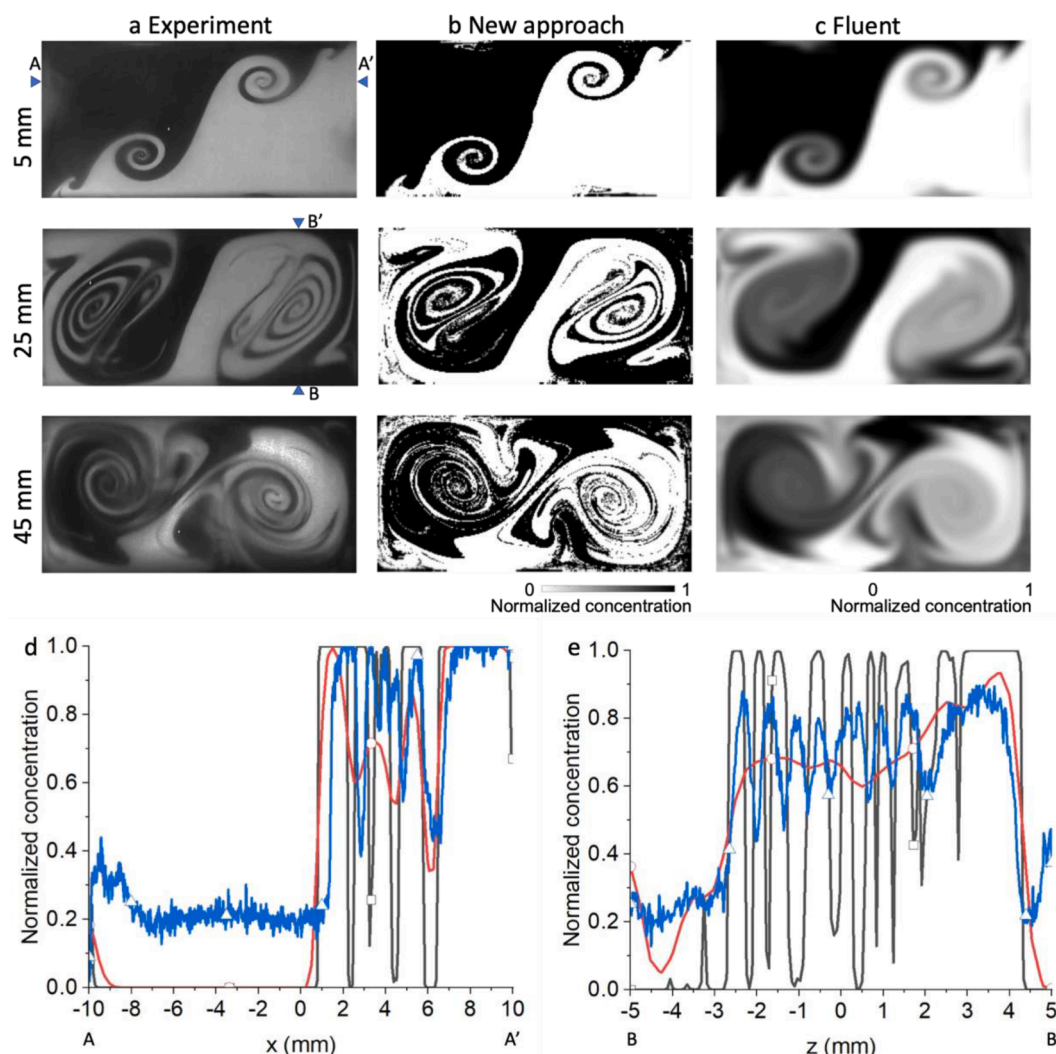 a Experiment b New approach c Fluent
A A'
5 mm
B'
25 mm
B
45 mm
0 1 0 1
Normalized concentration Normalized concentration
d e
Normalized concentration
1.0
0.8
0.6
0.4
0.2
0.0
-10 -8 -6 -4 -2 0 2 4 6 8 10
A x (mm) A'
Normalized concentration
1.0
0.8
0.6
0.4
0.2
0.0
-5 -4 -3 -2 -1 0 1 2 3 4 5
B z (mm) B